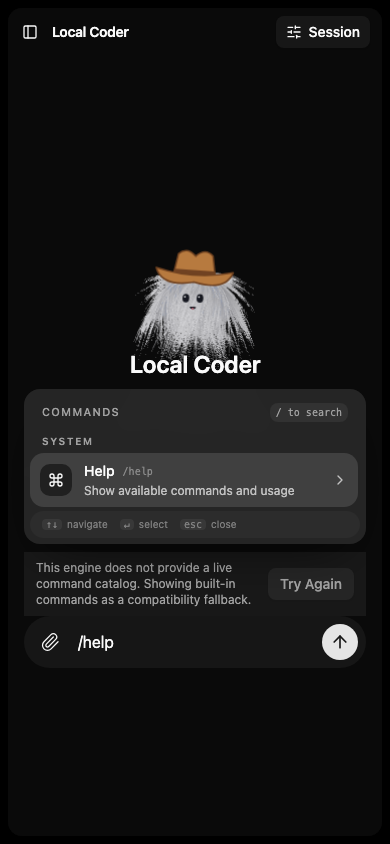 Local Coder
Session
Local Coder
COMMANDS
/ to search
SYSTEM
Help /help
Show available commands and usage
↑↓ navigate ↵ select esc close
This engine does not provide a live
command catalog. Showing built-in
commands as a compatibility fallback.
Try Again
/help